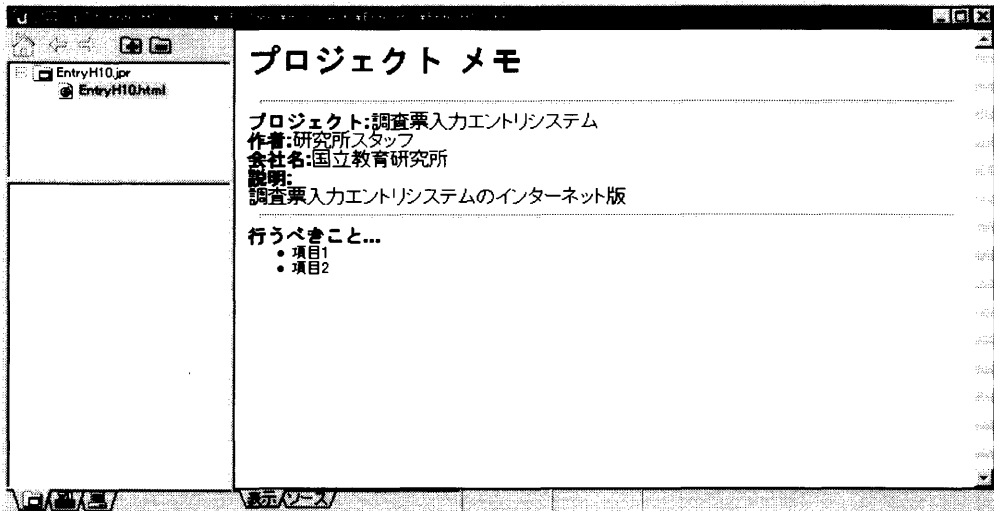 EntryH10.jpr
EntryH10.html
プロジェクト メモ
プロジェクト:調査票入力エントリシステム
作者:研究所スタッフ
会社名:国立教育研究所
説明:
調査票入力エントリシステムのインターネット版
行うべきこと...
● 項目1
● 項目2
表示 ソース